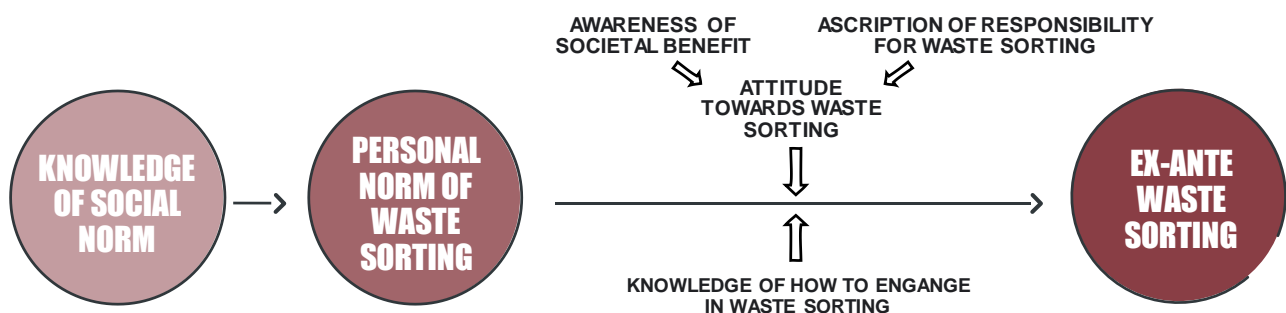 AWARENESS OF
SOCIETAL BENEFIT
ASCRIPTION OF RESPONSIBILITY
FOR WASTE SORTING
ATTITUDE
TOWARDS WASTE
SORTING
KNOWLEDGE
OF SOCIAL
NORM
PERSONAL
NORM OF
WASTE
SORTING
EX-ANTE
WASTE
SORTING
KNOWLEDGE OF HOW TO ENGANGE
IN WASTE SORTING